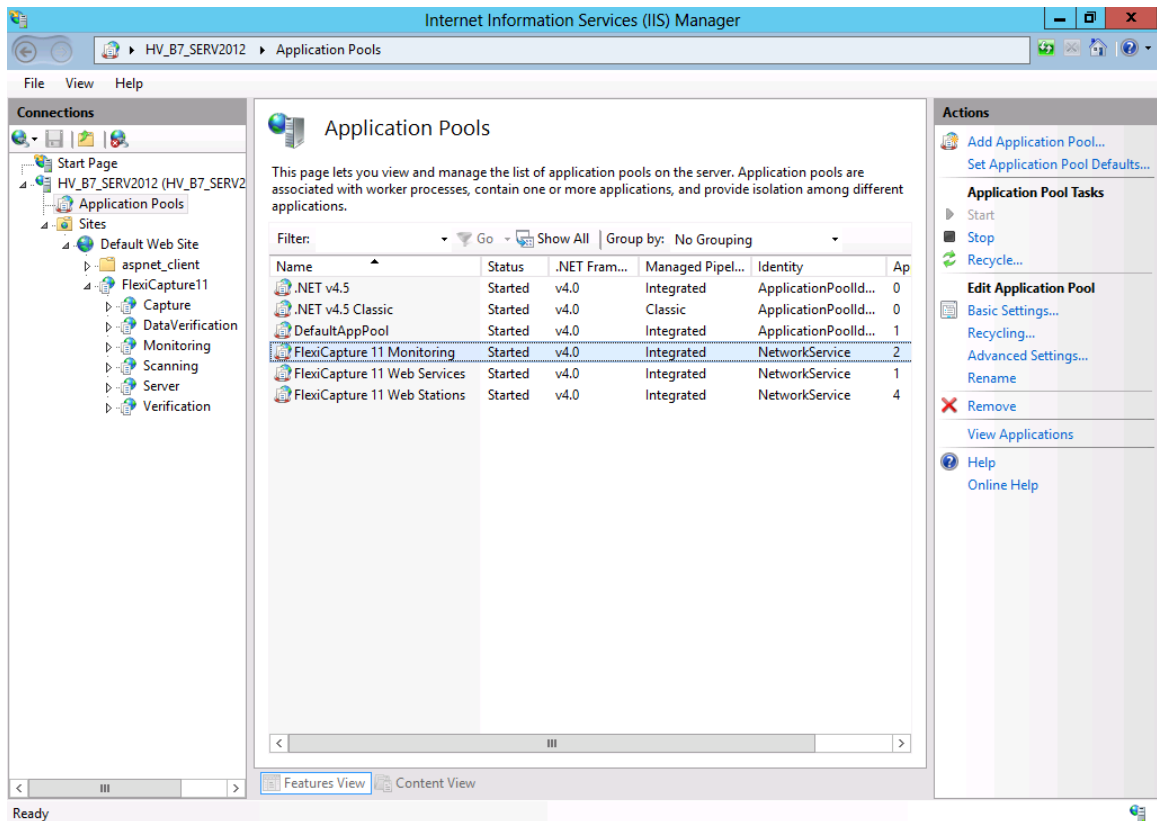 Internet Information Services (IIS) Manager
HV_B7_SERV2012 Application Pools
File View Help
Connections
Start Page
HV_B7_SERV2012 (HV_B7_SERV2
Application Pools
Sites
Default Web Site
aspnet_client
FlexiCapture11
Capture
DataVerification
Monitoring
Scanning
Server
Verification
Application Pools
This page lets you view and manage the list of application pools on the server. Application pools are
associated with worker processes, contain one or more applications, and provide isolation among different
applications.
Filter: Go Show All Group by: No Grouping
Name Status .NET Fram... Managed Pipel... Identity Ap
.NET v4.5 Started v4.0 Integrated ApplicationPoolId... 0
.NET v4.5 Classic Started v4.0 Classic ApplicationPoolId... 0
DefaultAppPool Started v4.0 Integrated ApplicationPoolId... 1
FlexiCapture 11 Monitoring Started v4.0 Integrated NetworkService 2
FlexiCapture 11 Web Services Started v4.0 Integrated NetworkService 1
FlexiCapture 11 Web Stations Started v4.0 Integrated NetworkService 4
Features View Content View
Actions
Add Application Pool...
Set Application Pool Defaults...
Application Pool Tasks
Start
Stop
Recycle...
Edit Application Pool
Basic Settings...
Recycling...
Advanced Settings...
Rename
Remove
View Applications
Help
Online Help
Ready